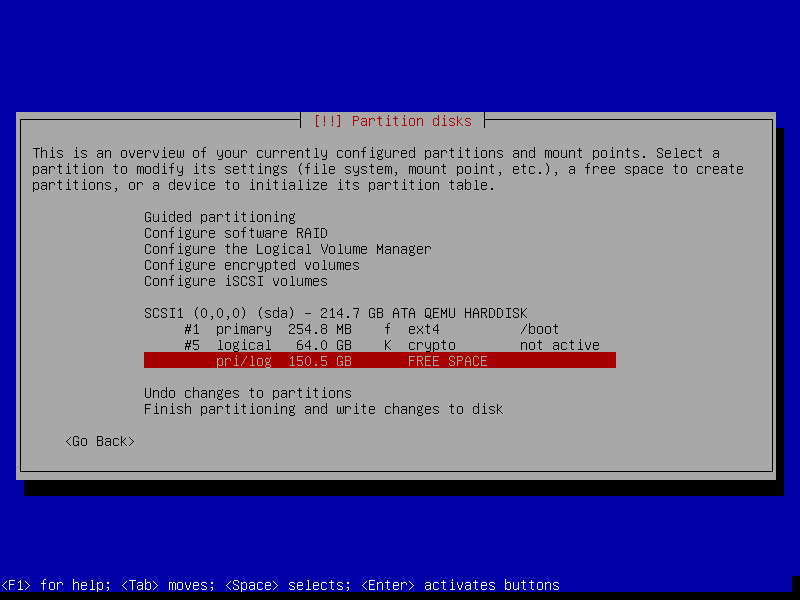 [!!] Partition disks
This is an overview of your currently configured partitions and mount points. Select a
partition to modify its settings (file system, mount point, etc.), a free space to create
partitions, or a device to initialize its partition table.
Guided partitioning
Configure software RAID
Configure the Logical Volume Manager
Configure encrypted volumes
Configure iSCSI volumes
SCSI1 (0,0,0) (sda) - 214.7 GB ATA QEMU HARDDISK
#1 primary 254.8 MB f ext4 /boot
#5 logical 64.0 GB K crypto not active
pri/log 150.5 GB FREE SPACE
Undo changes to partitions
Finish partitioning and write changes to disk
<Go Back>
<F1> for help; <Tab> moves; <Space> selects; <Enter> activates buttons